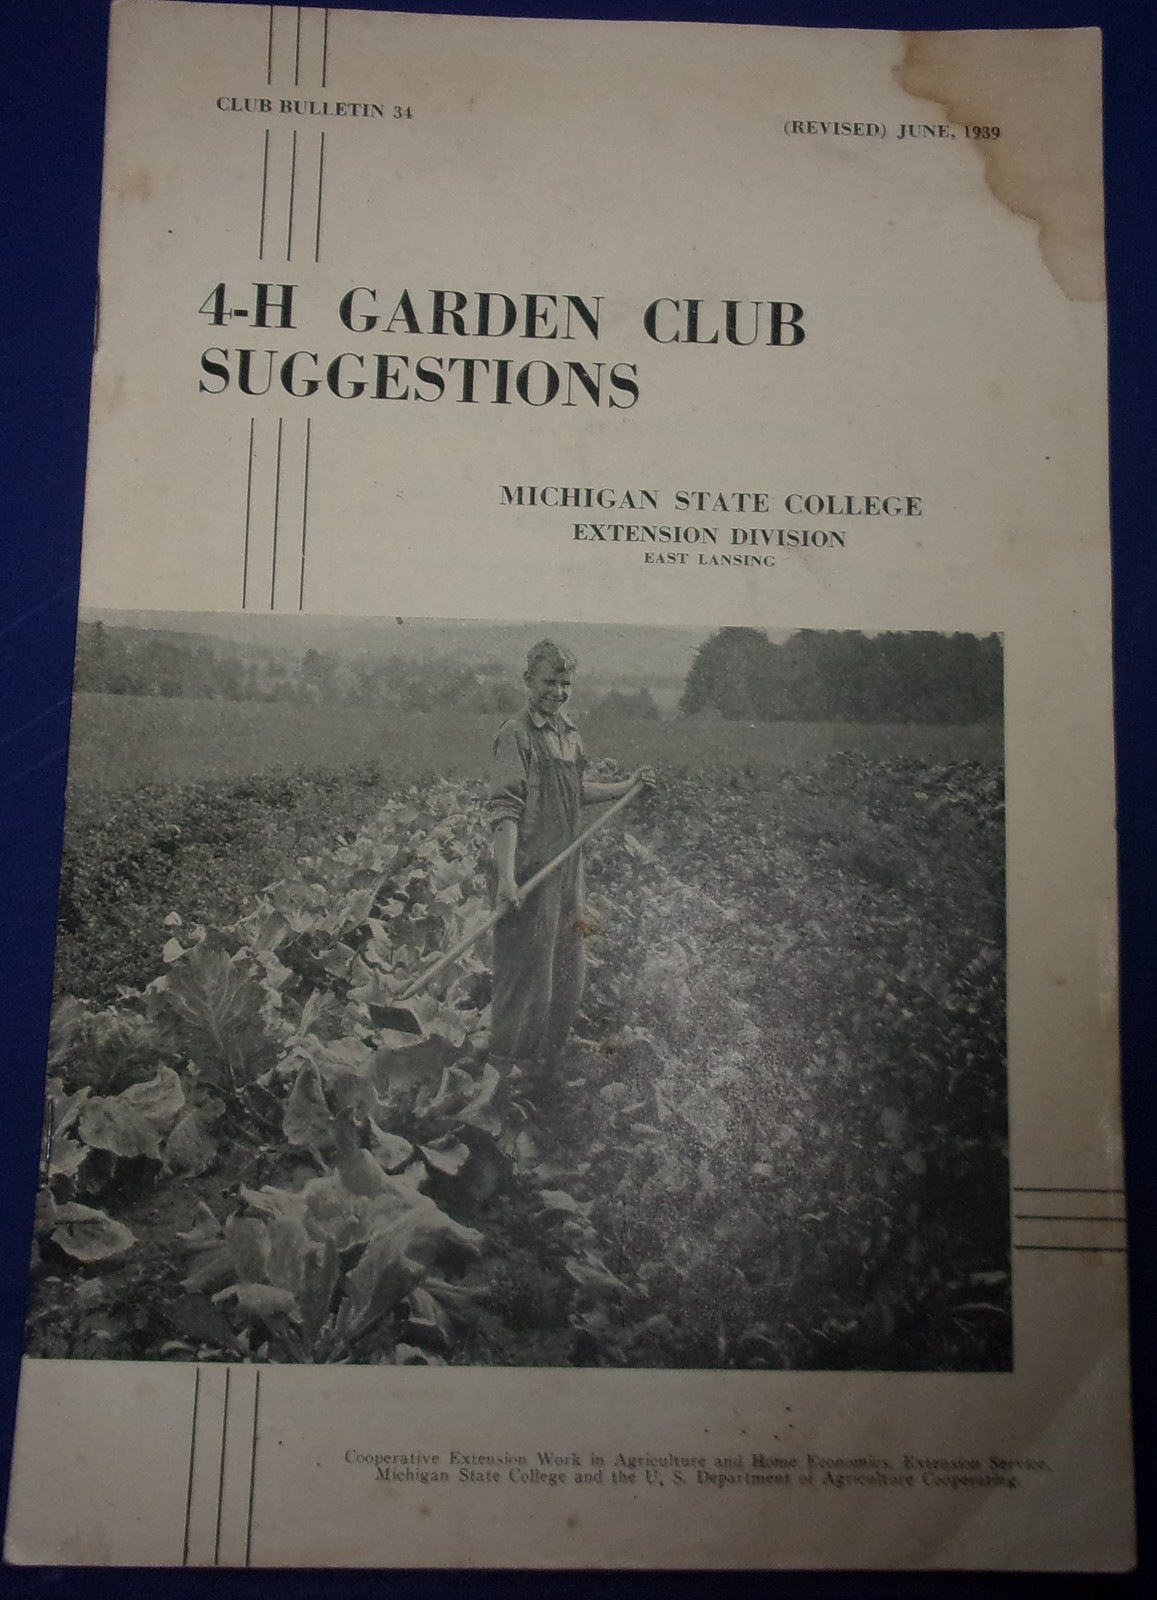 CLUB BULLETIN 34
(REVISED) JUNE, 1939
4-H GARDEN CLUB
SUGGESTIONS
MICHIGAN STATE COLLEGE
EXTENSION DIVISION
EAST LANSING
Cooperative Extension Work in Agriculture and Home Economics, Extension Service,
Michigan State College and the U. S. Department of Agriculture Cooperating.